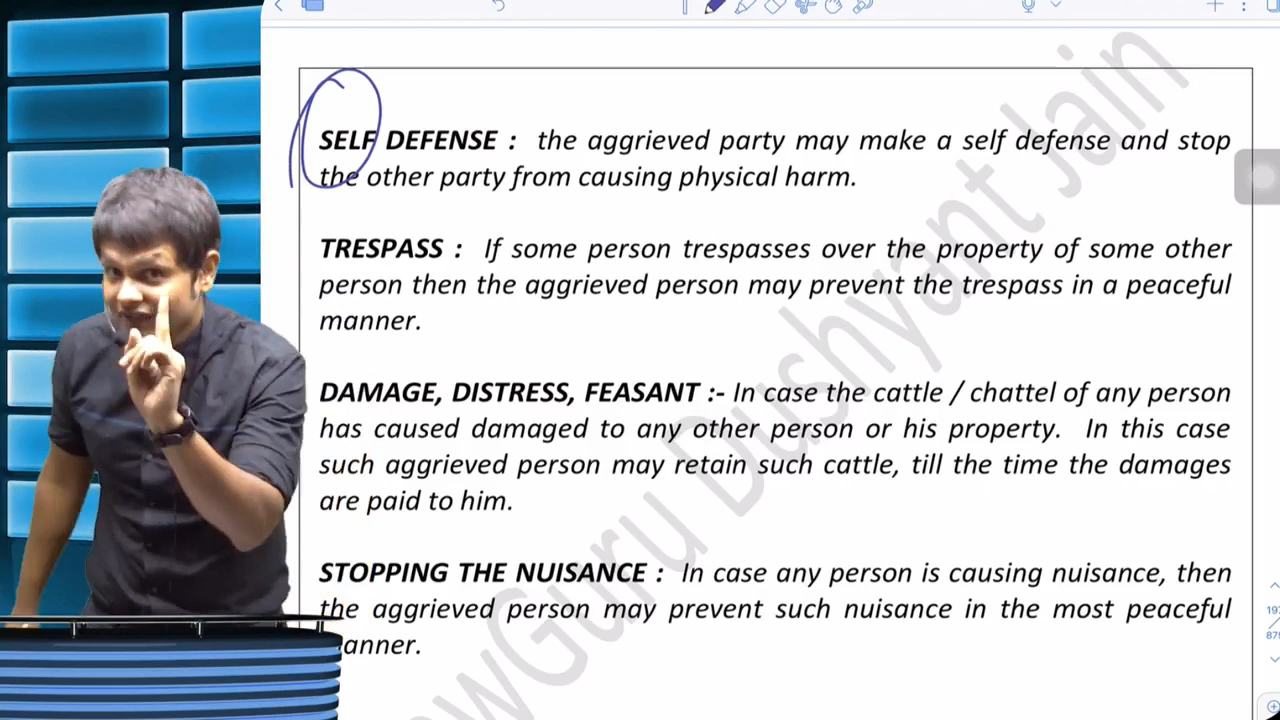 SELF DEFENSE : the aggrieved party may make a self defense and stop
the other party from causing physical harm.
TRESPASS : If some person trespasses over the property of some other
person then the aggrieved person may prevent the trespass in a peaceful
manner.
DAMAGE, DISTRESS, FEASANT :- In case the cattle / chattel of any person
has caused damaged to any other person or his property. In this case
such aggrieved person may retain such cattle, till the time the damages
are paid to him.
STOPPING THE NUISANCE : In case any person is causing nuisance, then
the aggrieved person may prevent such nuisance in the most peaceful
manner.
wGuru Dushyant Jain